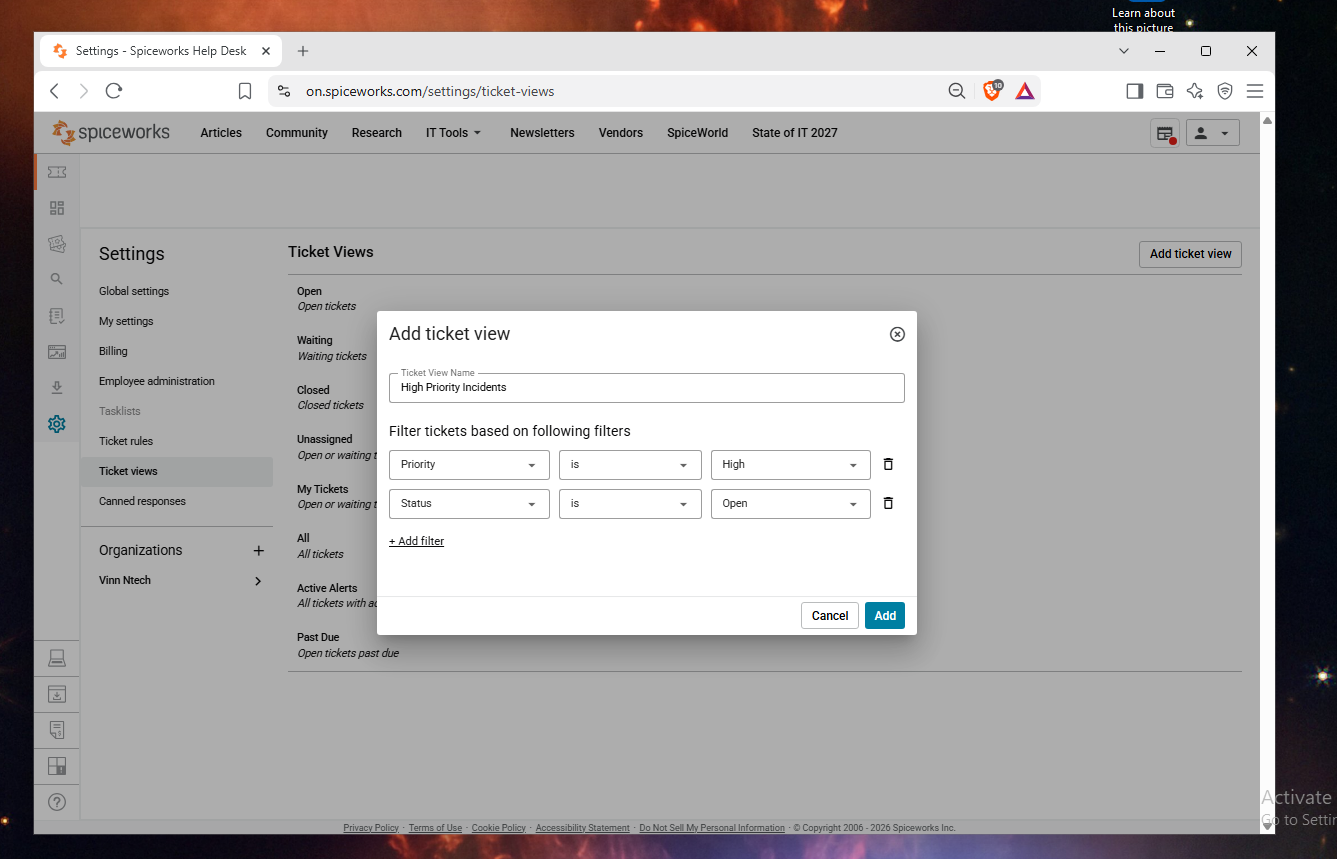 Learn about
this picture
Settings - Spiceworks Help Desk
on.spiceworks.com/settings/ticket-views
10
spiceworks Articles Community Research IT Tools Newsletters Vendors SpiceWorld State of IT 2027
Settings
Global settings
My settings
Billing
Employee administration
Tasklists
Ticket rules
Ticket views
Canned responses
Organizations +
Vinn Ntech
Ticket Views
Add ticket view
Open
Open tickets
Waiting
Waiting tickets
Closed
Closed tickets
Unassigned
Open or waiting t
My Tickets
Open or waiting t
All
All tickets
Active Alerts
All tickets with ac
Past Due
Open tickets past due
Add ticket view
Ticket View Name
High Priority Incidents
Filter tickets based on following filters
Priority is High
Status is Open
+ Add filter
Cancel Add
Privacy Policy · Terms of Use · Cookie Policy · Accessibility Statement · Do Not Sell My Personal Information · © Copyright 2006 - 2026 Spiceworks Inc.
Activate
Go to Settin